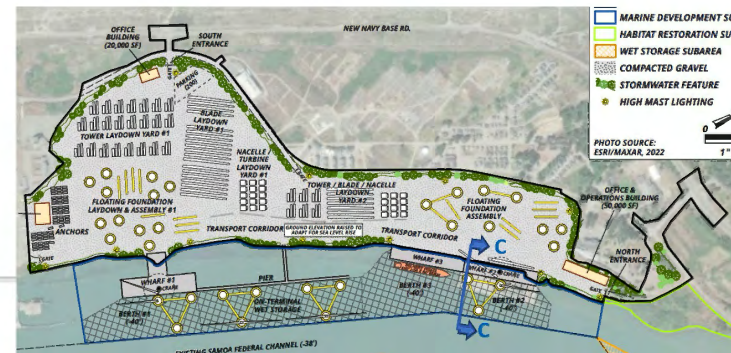 OFFICE
BUILDING
(20,000 SF)
SOUTH
ENTRANCE
NEW NAVY BASE RD.
GATE
PARKING
(200)
MARINE DEVELOPMENT SU
HABITAT RESTORATION SU
WET STORAGE SUBAREA
COMPACTED GRAVEL
STORMWATER FEATURE
HIGH MAST LIGHTING
PHOTO SOURCE:
ESRI/MAXAR, 2022
0
1"
BLADE
LAYDOWN
YARD #1
TOWER LAYDOWN YARD #1
NACELLE /
TURBINE
LAYDOWN
YARD #1
GATE
TOWER / BLADE / NACELLE
LAYDOWN
YARD #2
FLOATING
FOUNDATION
ASSEMBLY
OFFICE &
OPERATIONS BUILDING
(50,000 SF)
FLOATING FOUNDATION
LAYDOWN & ASSEMBLY #1
ANCHORS
GATE
TRANSPORT CORRIDOR
GROUND ELEVATION RAISED TO
ADAPT FOR SEA LEVEL RISE
TRANSPORT CORRIDOR
C
NORTH
ENTRANCE
GATE
WHARF #1
CRANE
PIER
WHARF #3
WHARF #2
CRANE
BERTH #1
(-40')
ON-TERMINAL
WET STORAGE
BERTH #3
(-40')
BERTH #2
(-40')
C
EXISTING SAMOA FEDERAL CHANNEL (-38')